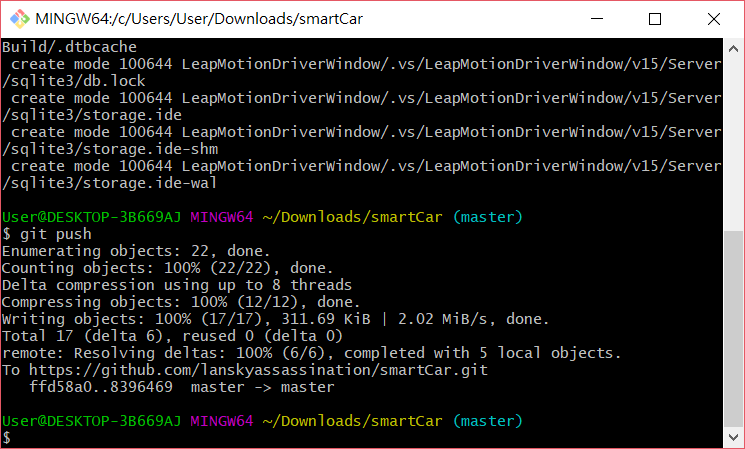 MINGW64:/c/Users/User/Downloads/smartCar
Build/.dtbcache
 create mode 100644 LeapMotionDriverWindow/.vs/LeapMotionDriverWindow/v15/Server
/sqlite3/db.lock
 create mode 100644 LeapMotionDriverWindow/.vs/LeapMotionDriverWindow/v15/Server
/sqlite3/storage.ide
 create mode 100644 LeapMotionDriverWindow/.vs/LeapMotionDriverWindow/v15/Server
/sqlite3/storage.ide-shm
 create mode 100644 LeapMotionDriverWindow/.vs/LeapMotionDriverWindow/v15/Server
/sqlite3/storage.ide-wal
User@DESKTOP-3B669AJ MINGW64 ~/Downloads/smartCar (master)
$ git push
Enumerating objects: 22, done.
Counting objects: 100% (22/22), done.
Delta compression using up to 8 threads
Compressing objects: 100% (12/12), done.
Writing objects: 100% (17/17), 311.69 KiB | 2.02 MiB/s, done.
Total 17 (delta 6), reused 0 (delta 0)
remote: Resolving deltas: 100% (6/6), completed with 5 local objects.
To https://github.com/lanskyassassination/smartCar.git
   ffd58a0..8396469  master -> master
User@DESKTOP-3B669AJ MINGW64 ~/Downloads/smartCar (master)
$